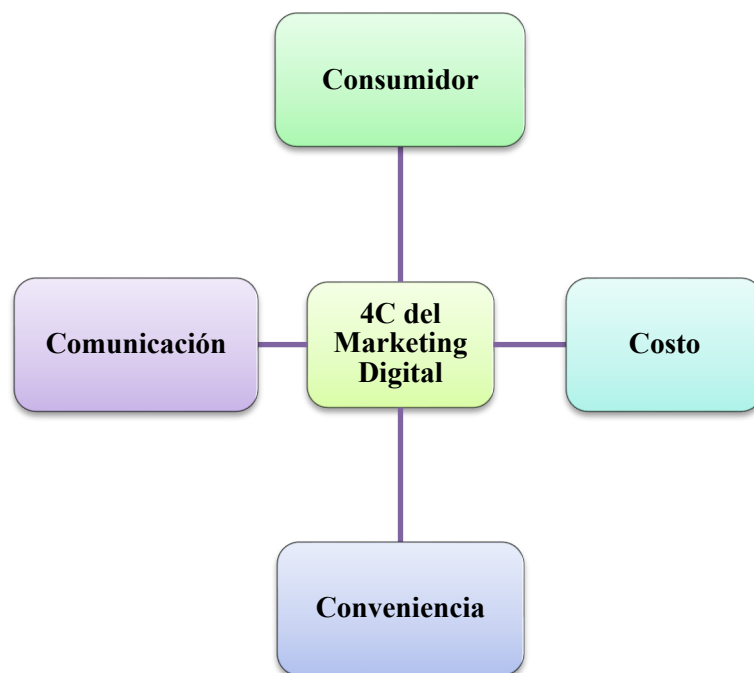 Consumidor
Comunicación
4C del
Marketing
Digital
Costo
Conveniencia